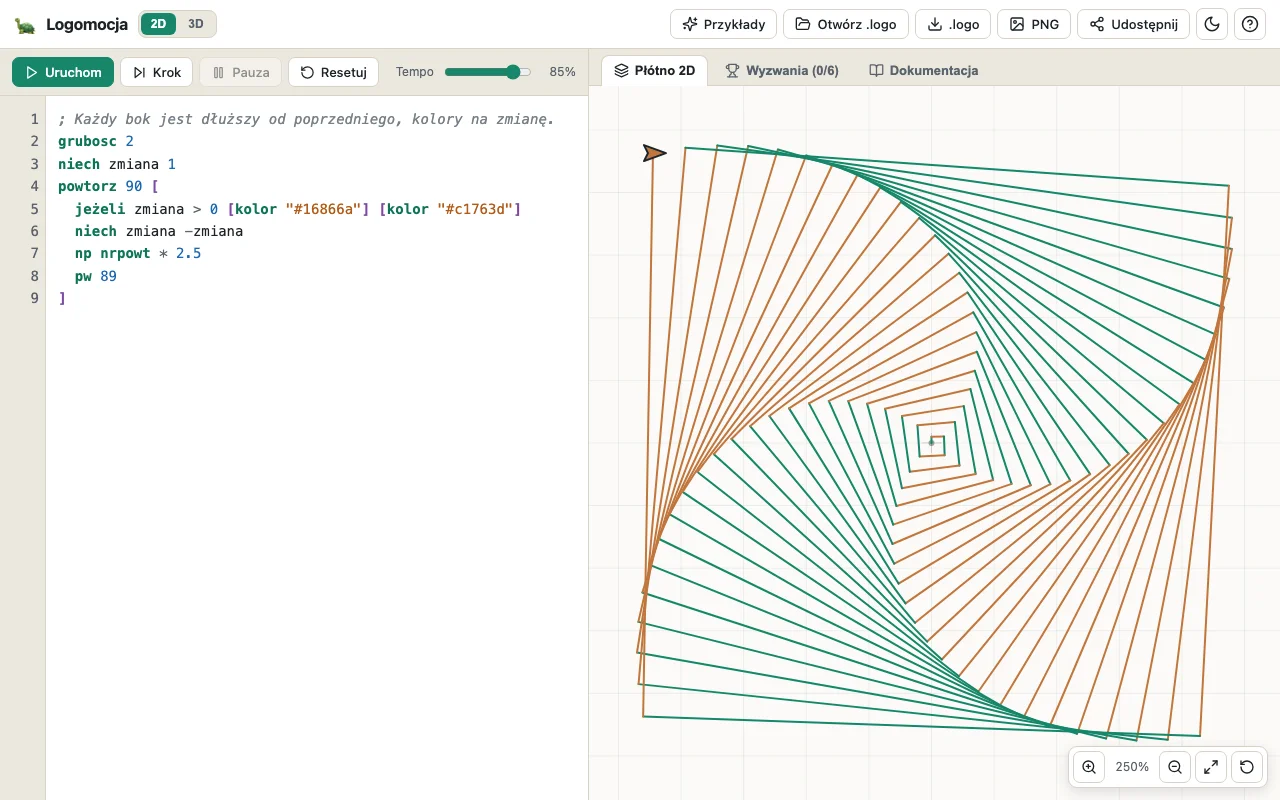 Logomocja 2D 3D Przykłady Otwórz .logo .logo PNG Udostępnij
Uruchom Krok Pauza Resetuj Tempo 85%
Płótno 2D Wyzwania (0/6) Dokumentacja
1 ; Każdy bok jest dłuższy od poprzedniego, kolory na zmianę.
2 grubosc 2
3 niech zmiana 1
4 powtorz 90 [
5 jeżeli zmiana > 0 [kolor "#16866a"] [kolor "#c1763d"]
6 niech zmiana −zmiana
7 np nrpowt * 2.5
8 pw 89
9 ]
250%